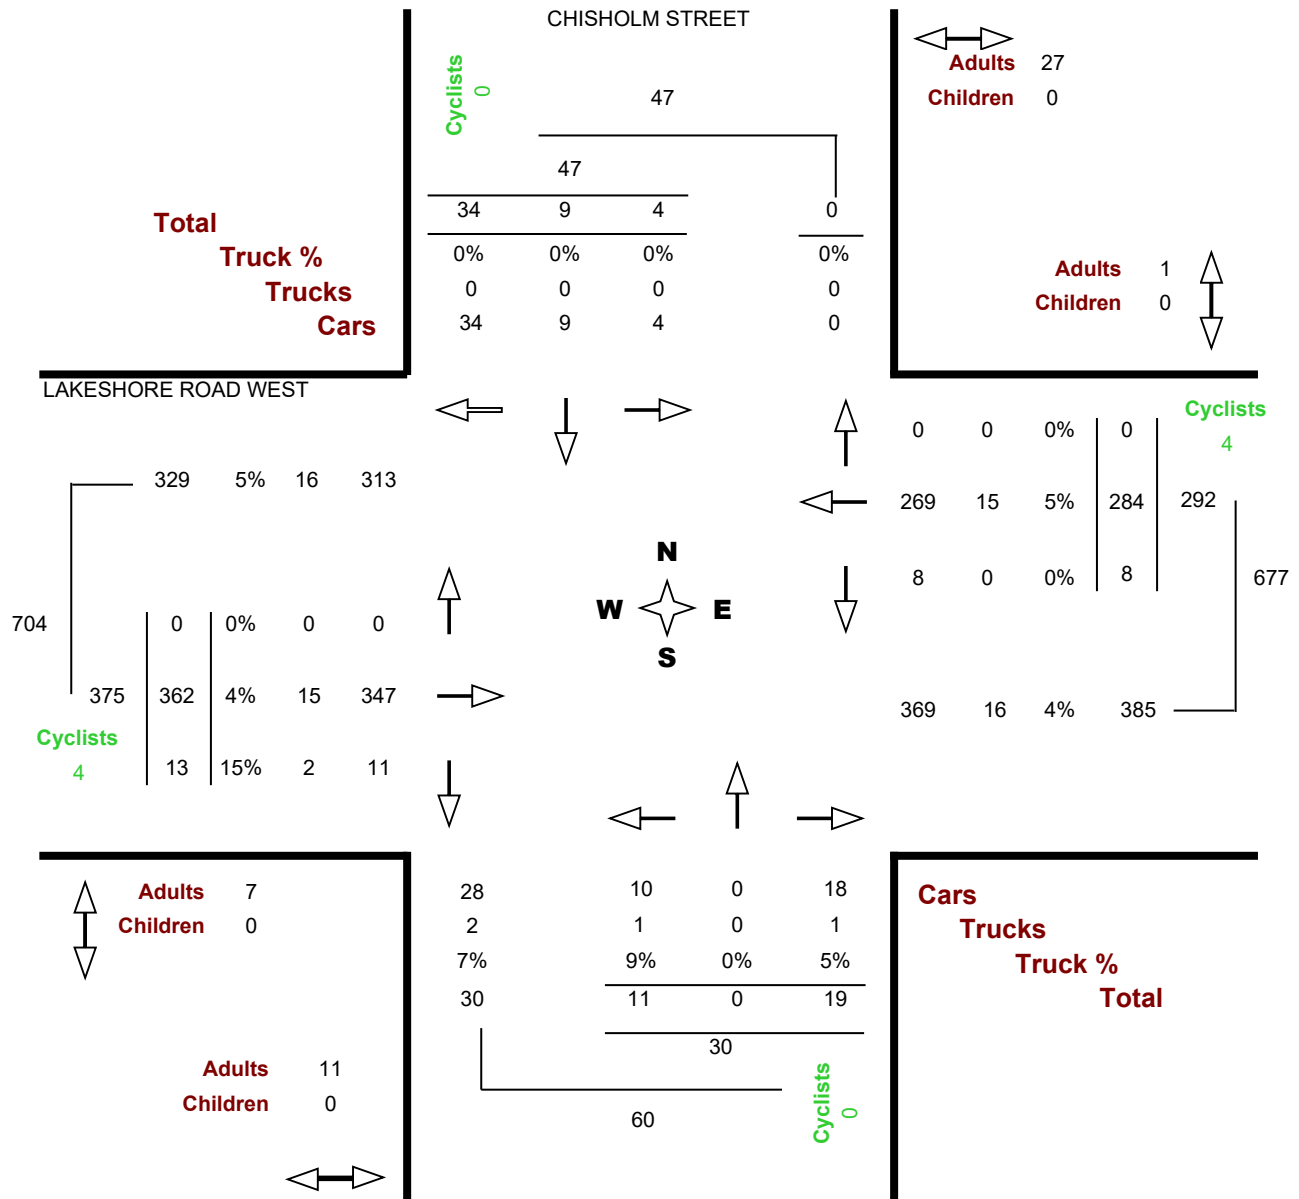 CHISHOLM STREET
Adults 27
Children 0
Cyclists
0
47
47
Total 34 9 4 0
Truck % 0% 0% 0% 0%
Trucks 0 0 0 0
Cars 34 9 4 0
Adults 1
Children 0
LAKESHORE ROAD WEST
Cyclists
4
0 0 0% 0
329 5% 16 313
269 15 5% 284 292
8 0 0% 8
677
N
W E
S
704
0 0% 0 0
375 362 4% 15 347
369 16 4% 385
Cyclists
4
13 15% 2 11
Adults 7
Children 0
28 10 0 18
2 1 0 1
7% 9% 0% 5%
30 11 0 19
30
Cars
Trucks
Truck %
Total
Adults 11
Children 0
60
Cyclists
0